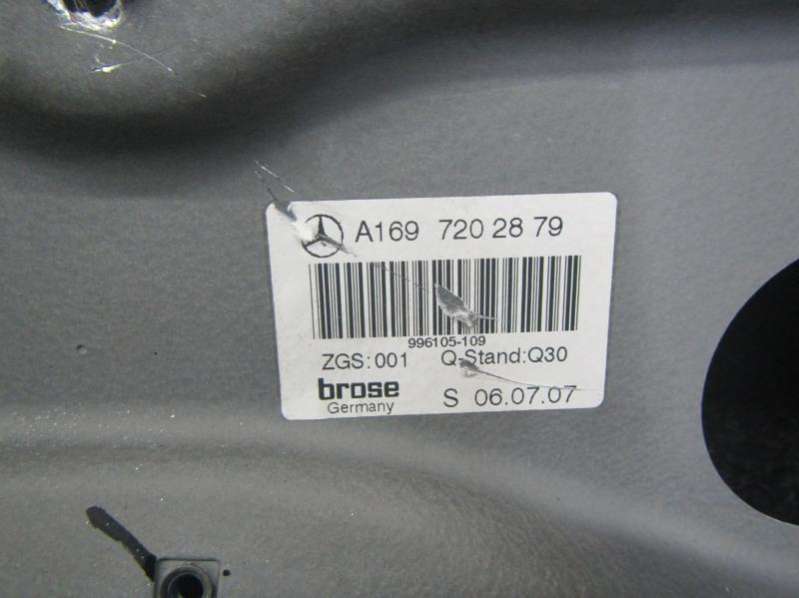 A169 720 28 79
996105-109
ZGS:001 Q-Stand:Q30
brose
Germany
S 06.07.07